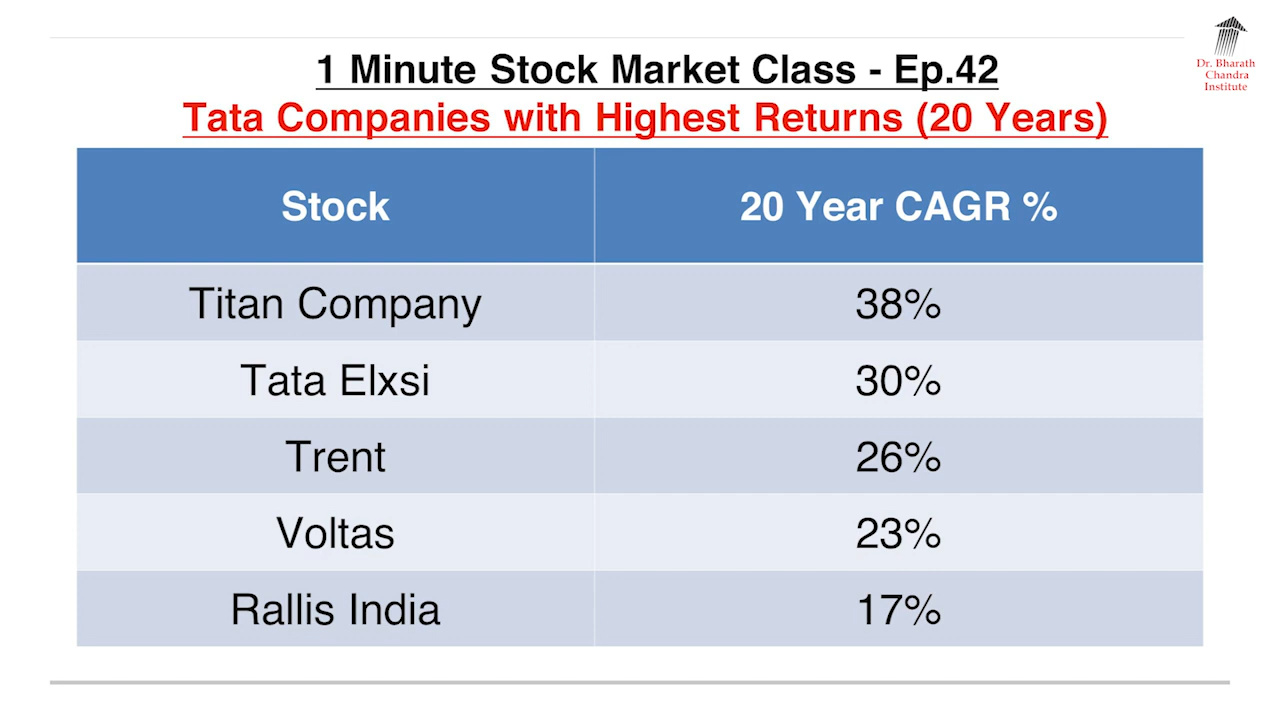 1 Minute Stock Market Class - Ep.42
Tata Companies with Highest Returns (20 Years)
Dr. Bharath
Chandra
Institute
Stock 20 Year CAGR %
Titan Company 38%
Tata Elxsi 30%
Trent 26%
Voltas 23%
Rallis India 17%